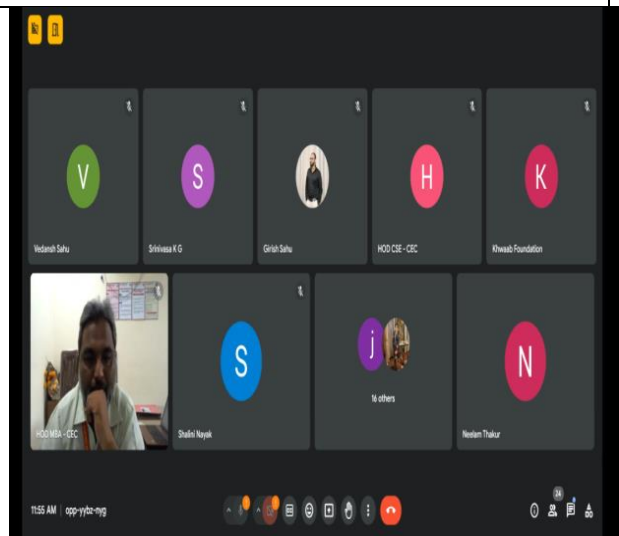 V
Vedansh Sahu
S
Srinivasa K G
Girish Sahu
H
HOD CSE - CEC
K
Khwaab Foundation
HOD MBA - CEC
S
Shalini Nayak
j
16 others
N
Neelam Thakur
11:55 AM | opp-yybz-nyg
24